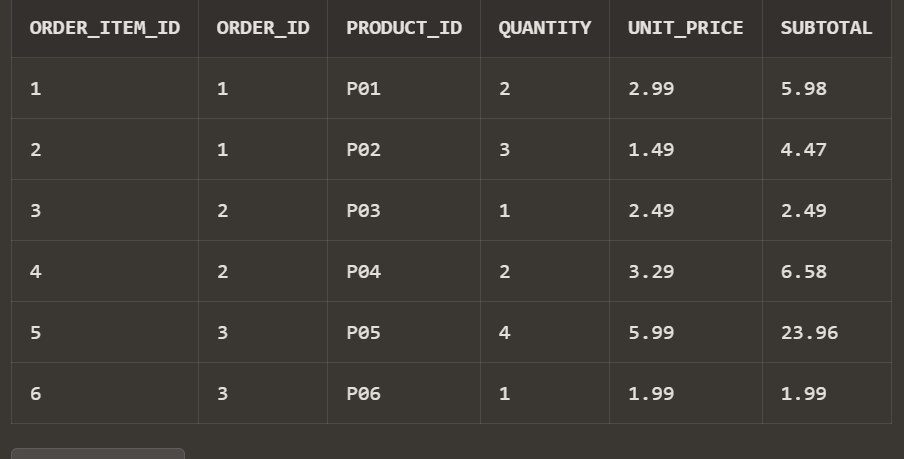 ORDER_ITEM_ID ORDER_ID PRODUCT_ID QUANTITY UNIT_PRICE SUBTOTAL
1 1 P01 2 2.99 5.98
2 1 P02 3 1.49 4.47
3 2 P03 1 2.49 2.49
4 2 P04 2 3.29 6.58
5 3 P05 4 5.99 23.96
6 3 P06 1 1.99 1.99